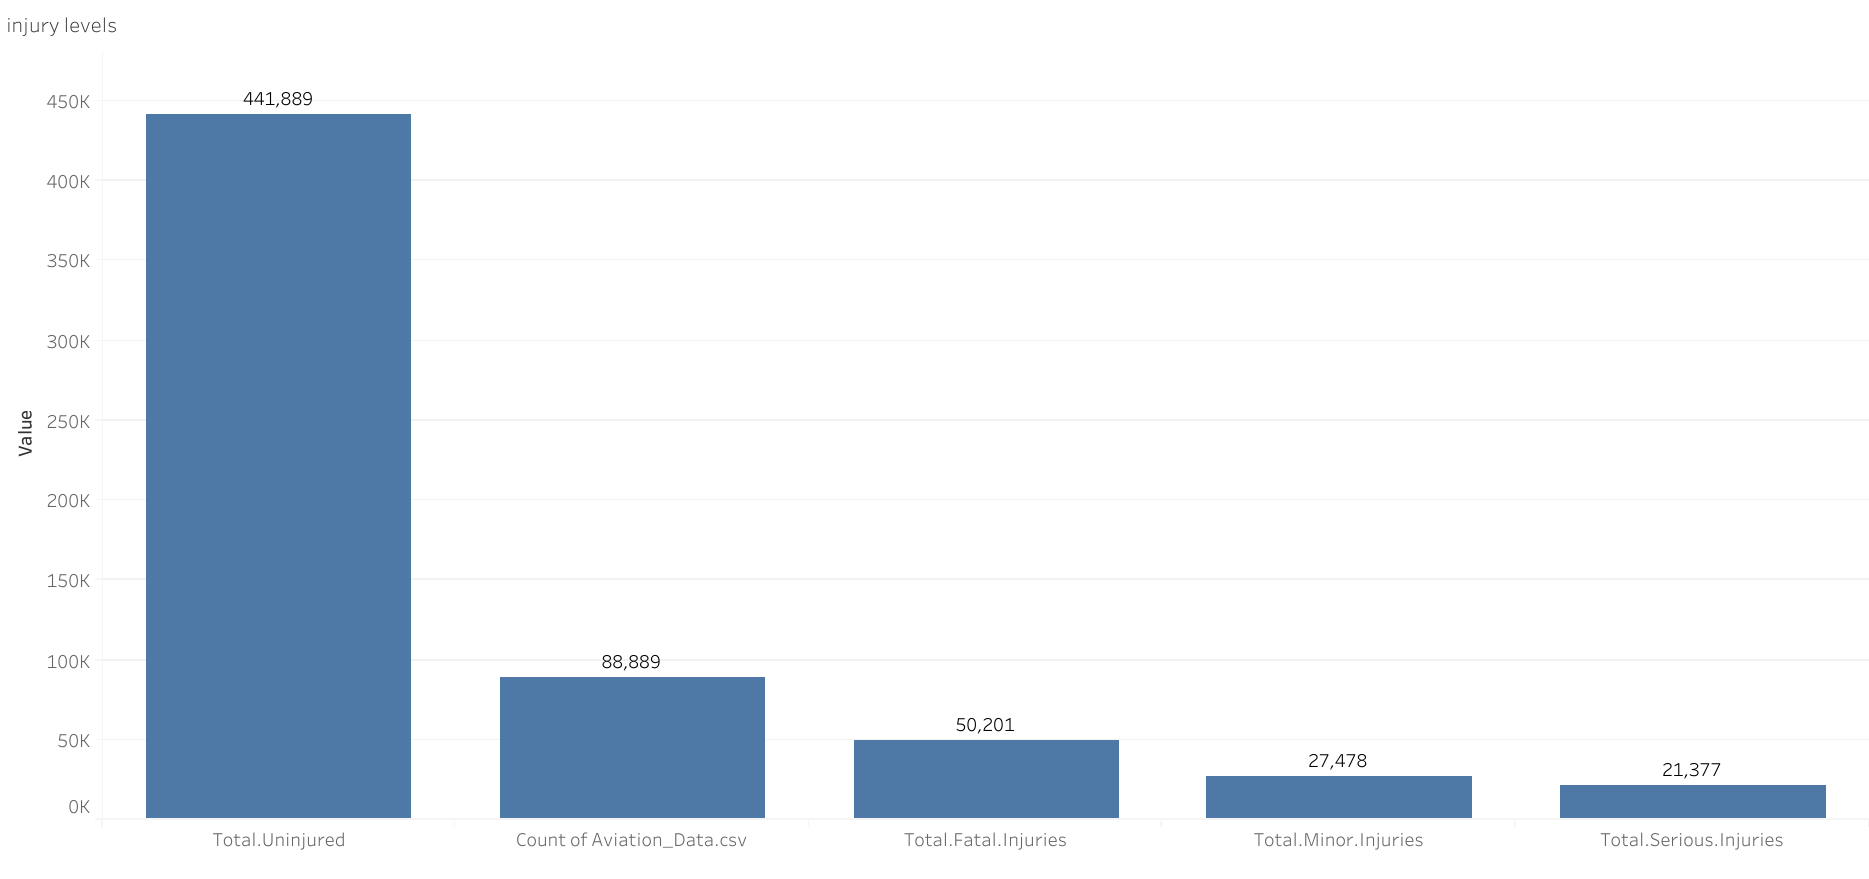 injury levels
450K
400K
350K
300K
250K
200K
150K
100K
50K
0K
Value
441,889
88,889
50,201
27,478
21,377
Total.Uninjured
Count of Aviation_Data.csv
Total.Fatal.Injuries
Total.Minor.Injuries
Total.Serious.Injuries